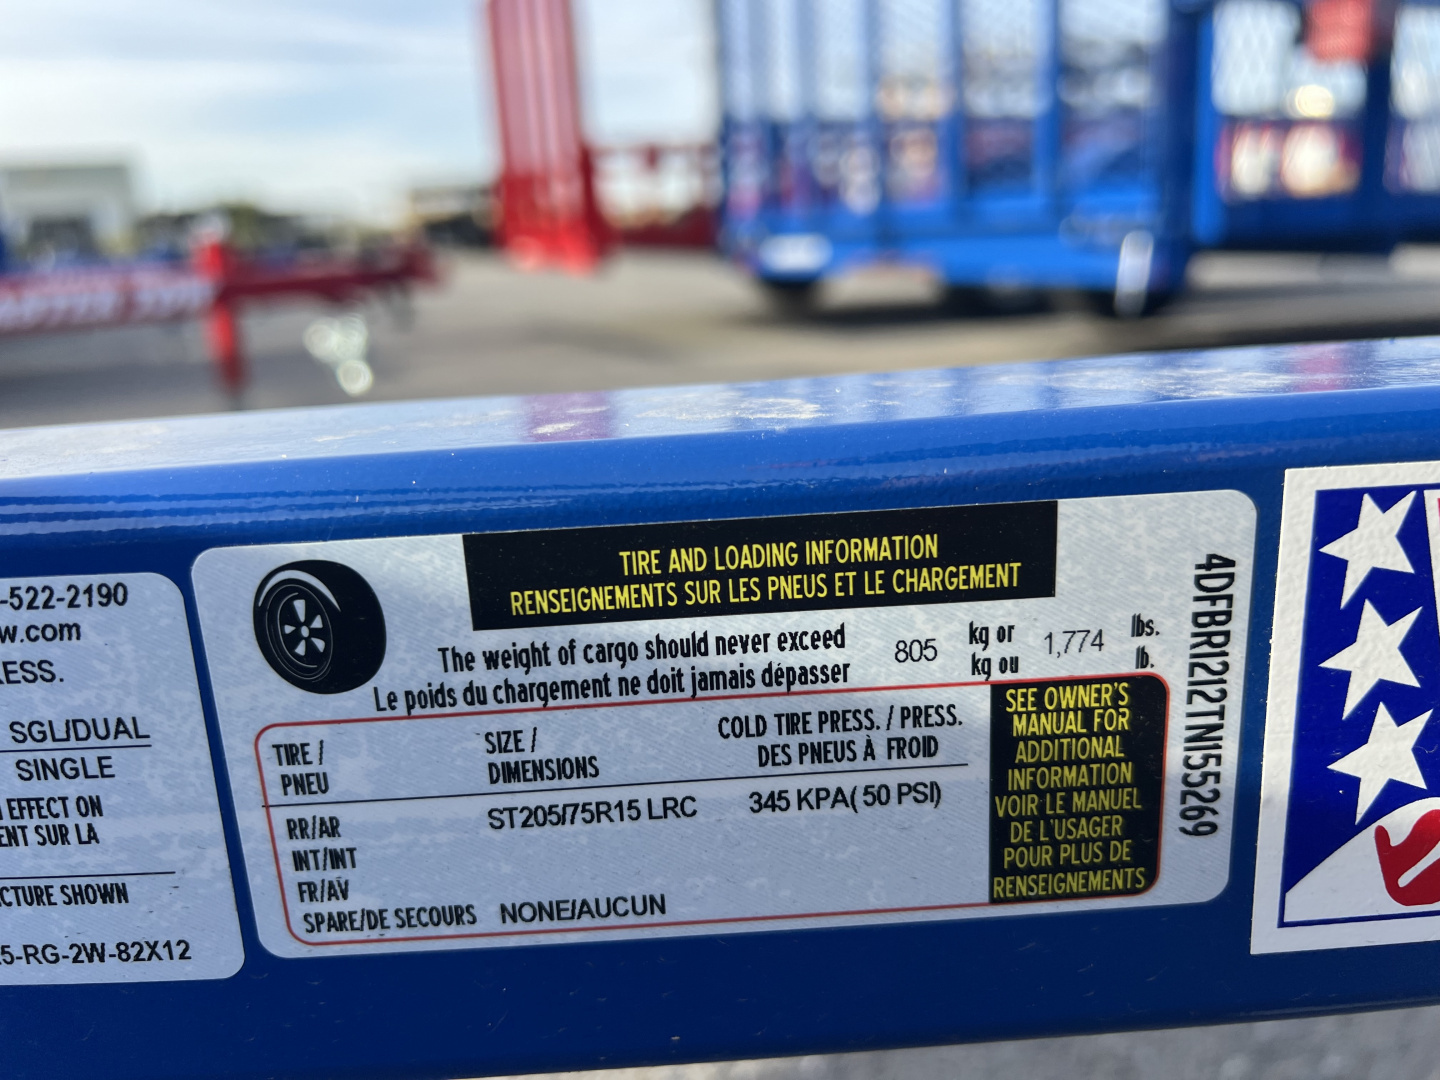 -522-2190
w.com
ESS.
SGL/DUAL
SINGLE
EFFECT ON
ENT SUR LA
CTURE SHOWN
5-RG-2W-82X12
TIRE AND LOADING INFORMATION
RENSEIGNEMENTS SUR LES PNEUS ET LE CHARGEMENT
The weight of cargo should never exceed 805 kg or 1,774 lbs.
Le poids du chargement ne doit jamais dépasser kg ou lb.
TIRE / SIZE / COLD TIRE PRESS. / PRESS.
PNEU DIMENSIONS DES PNEUS À FROID
RR/AR ST205/75R15 LRC 345 KPA( 50 PSI)
INT/INT
FR/AV
SPARE/DE SECOURS NONE/AUCUN
SEE OWNER'S
MANUAL FOR
ADDITIONAL
INFORMATION
VOIR LE MANUEL
DE L'USAGER
POUR PLUS DE
RENSEIGNEMENTS
4DFBR1212TN155269